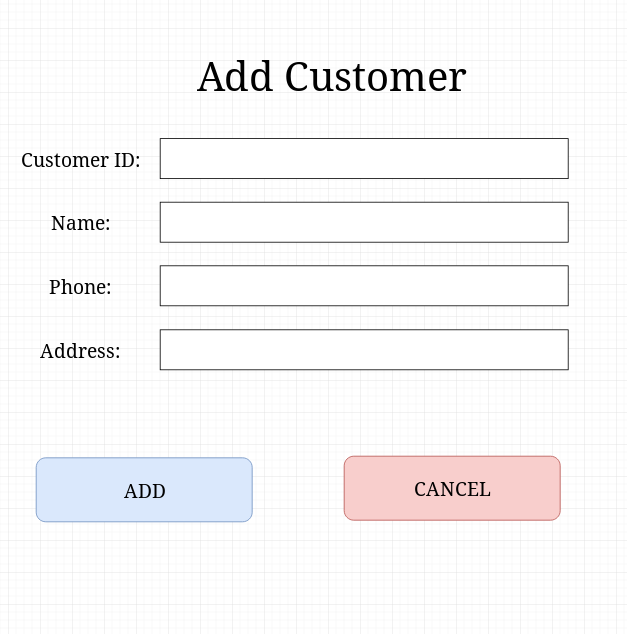 Add Customer
Customer ID:
Name:
Phone:
Address:
ADD
CANCEL